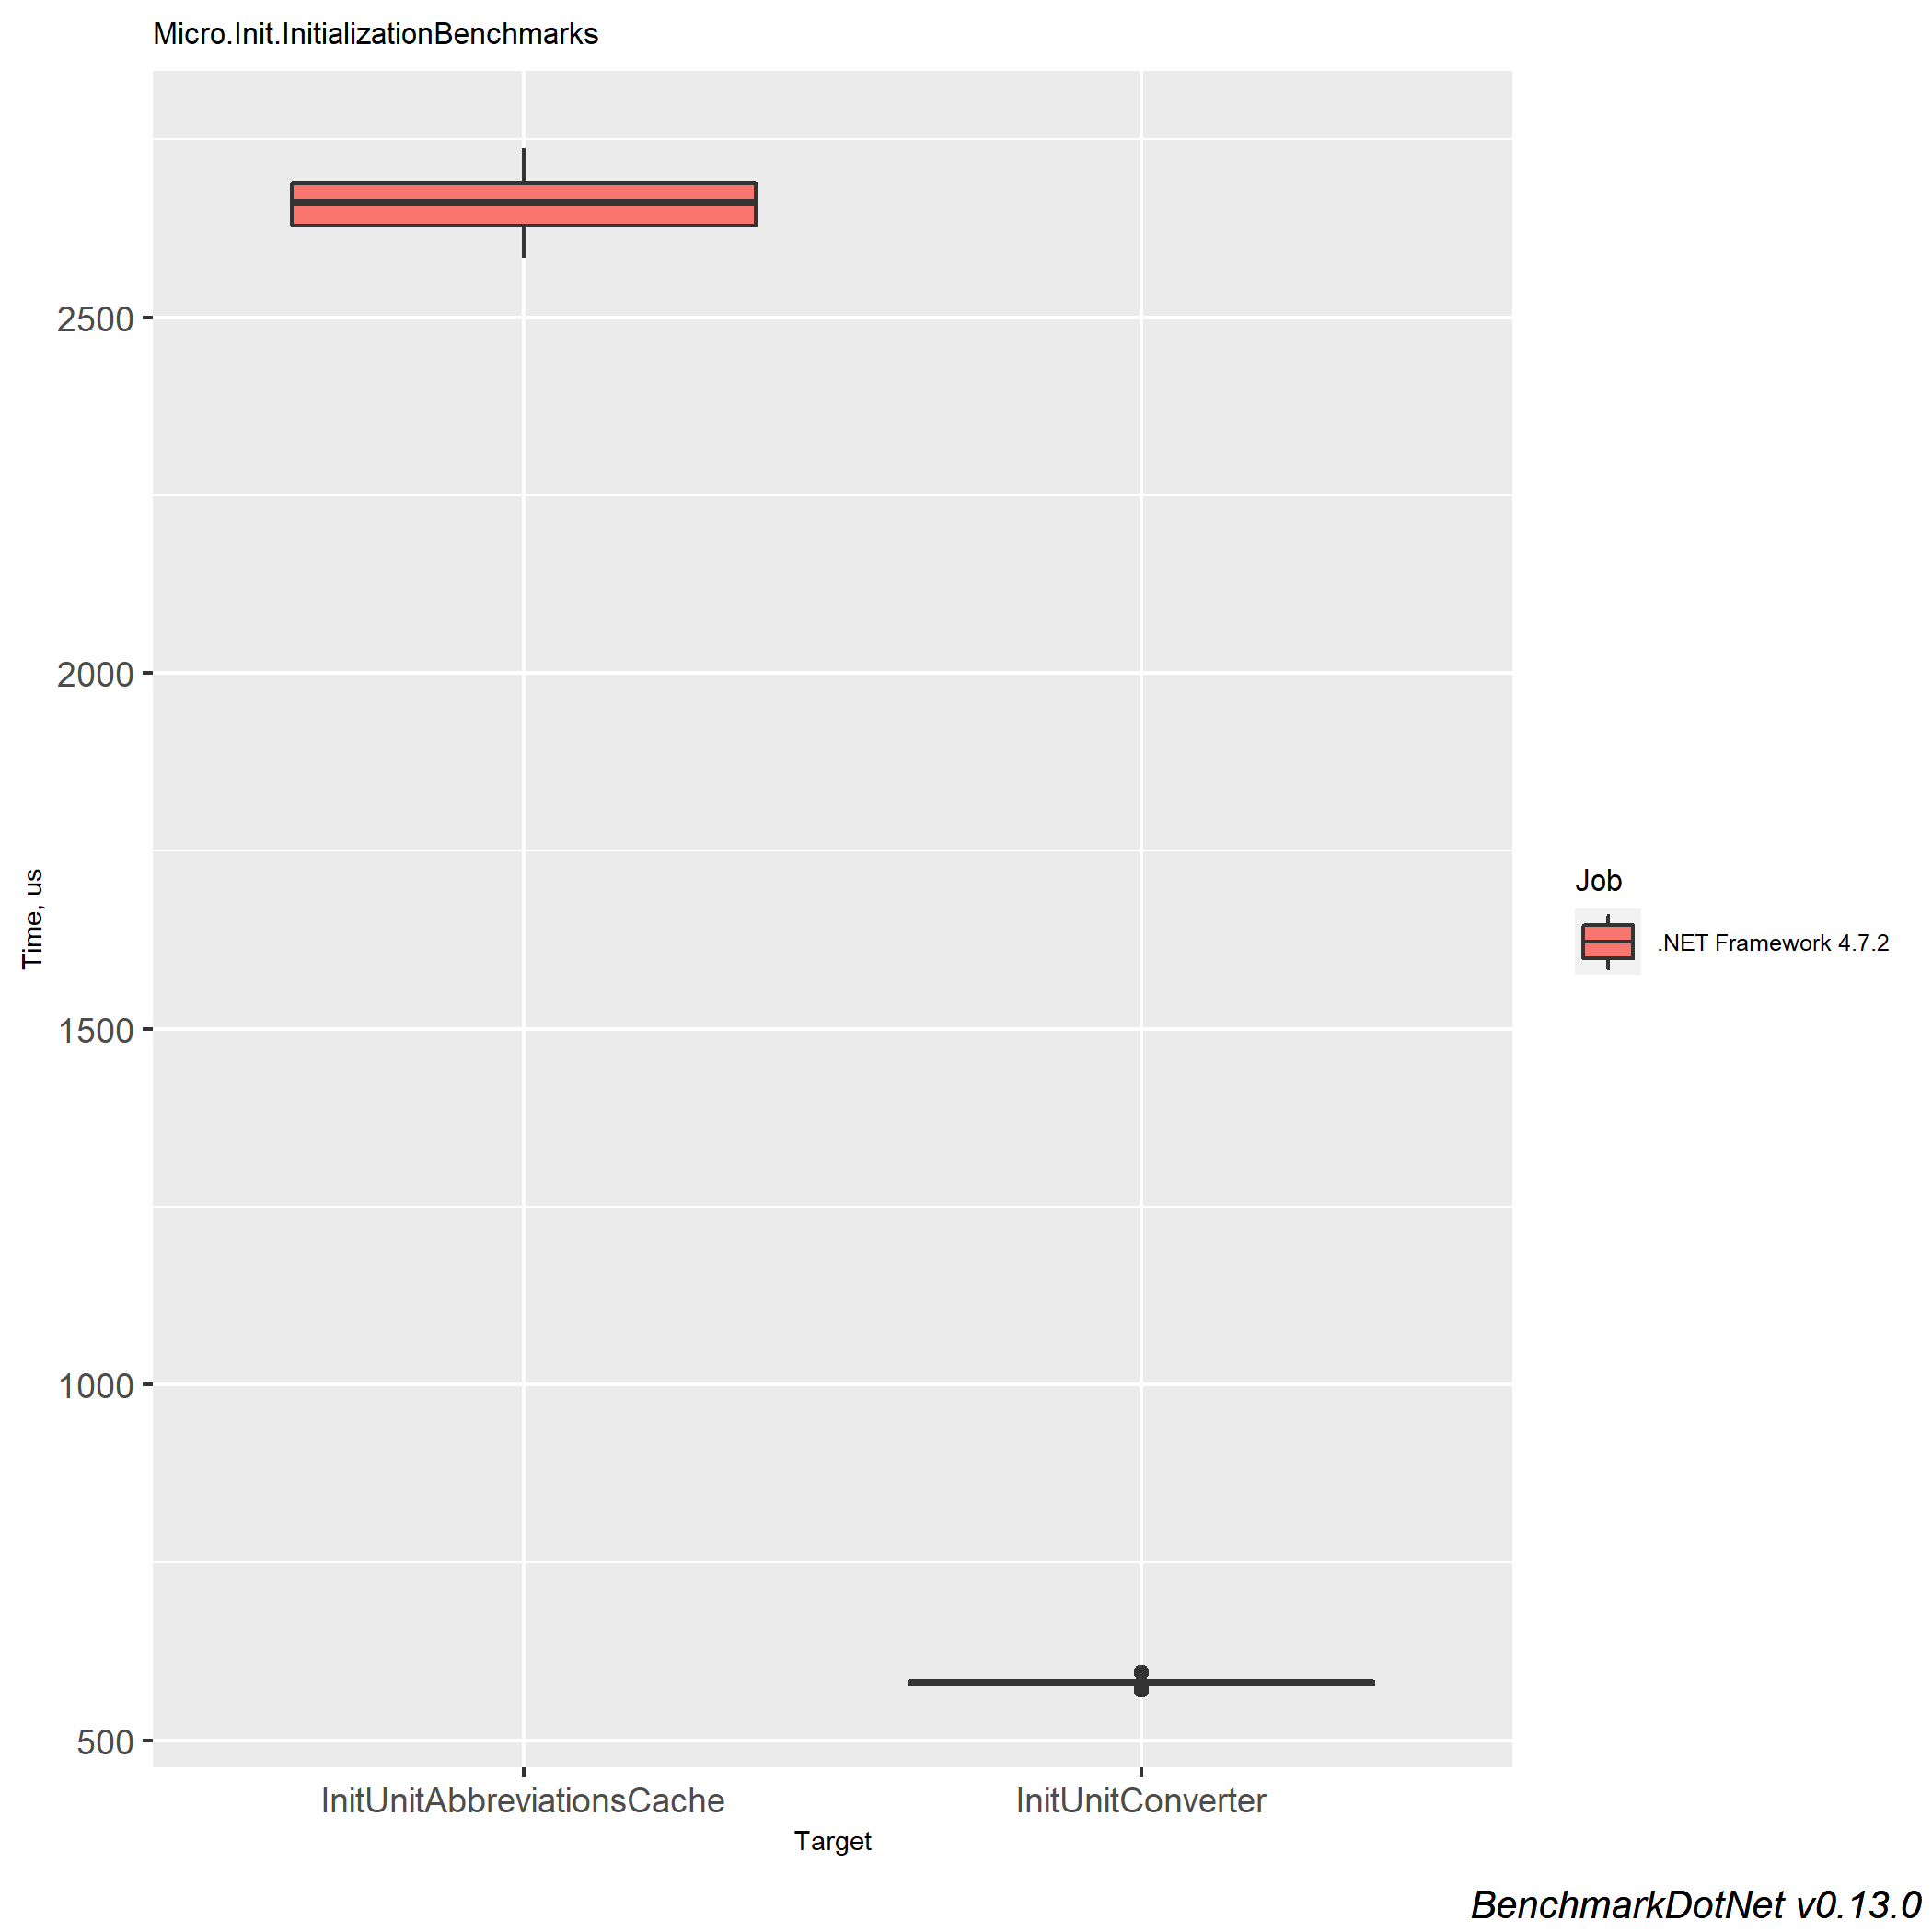 Micro.Init.InitializationBenchmarks
Time, us
2500
2000
1500
1000
500
InitUnitAbbreviationsCache
InitUnitConverter
Target
Job
.NET Framework 4.7.2
BenchmarkDotNet v0.13.0